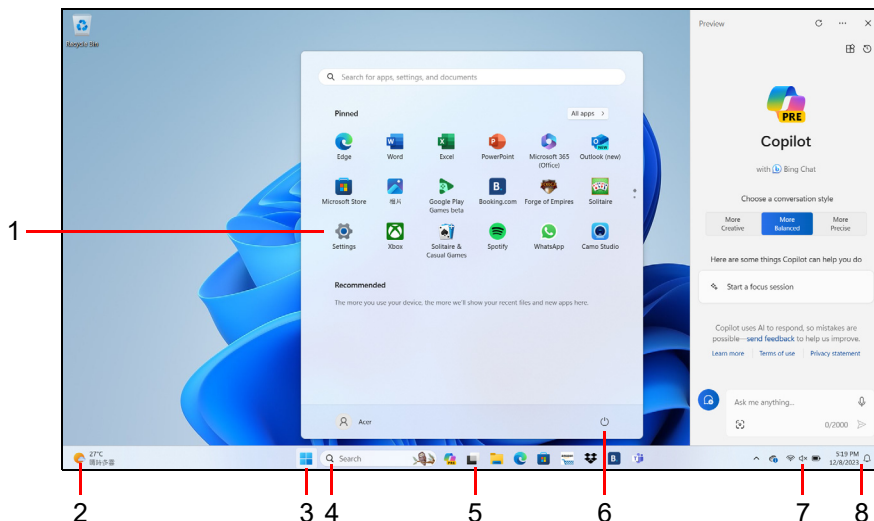 Recycle Bin
Preview
Search for apps, settings, and documents
Pinned
All apps >
Edge
Word
Excel
PowerPoint
Microsoft 365
(Office)
Outlook (new)
Microsoft Store
相片
Google Play
Games beta
Booking.com
Forge of Empires
Solitaire
Settings
Xbox
Solitaire &
Casual Games
Spotify
WhatsApp
Camo Studio
Recommended
The more you use your device, the more we'll show your recent files and new apps here.
Acer
PRE
Copilot
with Bing Chat
Choose a conversation style
More
Creative
More
Balanced
More
Precise
Here are some things Copilot can help you do
Start a focus session
Copilot uses AI to respond, so mistakes are
possible—send feedback to help us improve.
Learn more
Terms of use
Privacy statement
Ask me anything...
0/2000
27°C
晴時多雲
Search
5:19 PM
12/8/2023
1
2
3
4
5
6
7
8